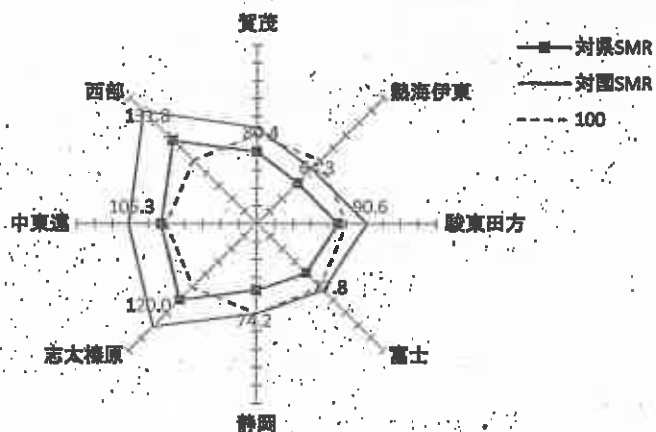 賀茂
対県SMR
対国SMR
100
西部
熱海伊東
131.8
80.4
中東遠
105.3
90.6
駿東田方
120.0
77.8
74.2
志太榛原
富士
静岡